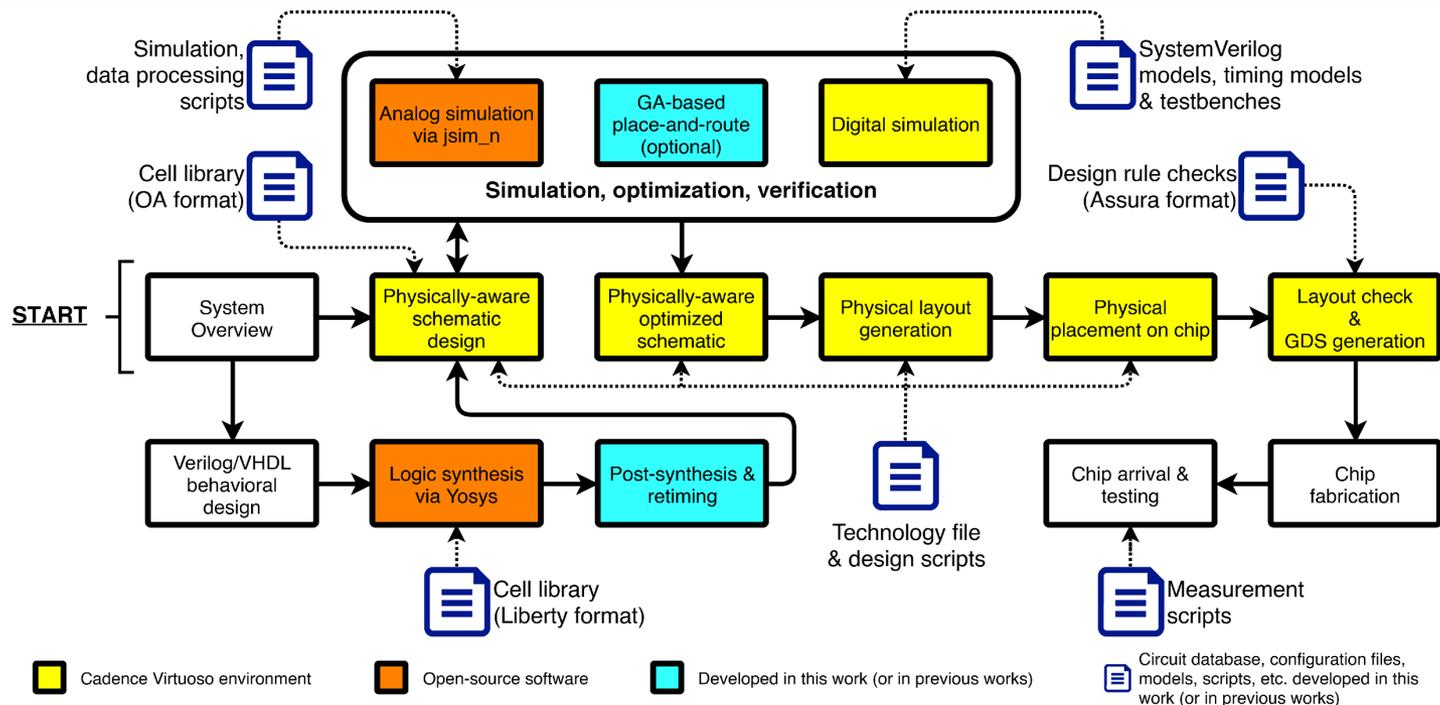 Simulation,
data processing
scripts
SystemVerilog
models, timing models
& testbenches
Analog simulation
via jsim_n
GA-based
place-and-route
(optional)
Digital simulation
Simulation, optimization, verification
Cell library
(OA format)
Design rule checks
(Assura format)
START
System
Overview
Physically-aware
schematic
design
Physically-aware
optimized
schematic
Physical layout
generation
Physical
placement on chip
Layout check
&
GDS generation
Verilog/VHDL
behavioral
design
Logic synthesis
via Yosys
Post-synthesis &
retiming
Technology file
& design scripts
Chip arrival &
testing
Chip
fabrication
Cell library
(Liberty format)
Measurement
scripts
Cadence Virtuoso environment
Open-source software
Developed in this work (or in previous works)
Circuit database, configuration files,
models, scripts, etc. developed in this
work (or in previous works)